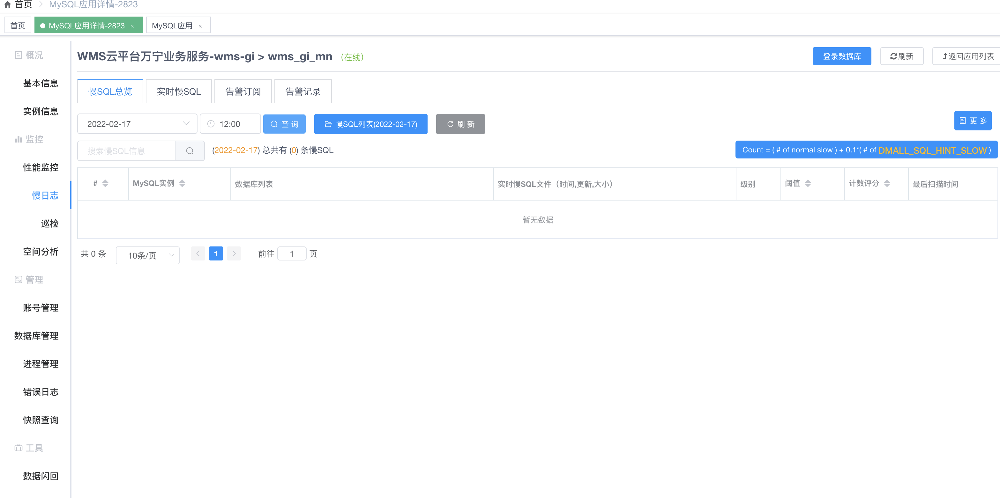 首页 > MySQL应用详情-2823
首页 MySQL应用详情-2823 × MySQL应用 ×
概况
基本信息
实例信息
监控
性能监控
慢日志
巡检
空间分析
管理
账号管理
数据库管理
进程管理
错误日志
快照查询
工具
数据闪回
WMS云平台万宁业务服务-wms-gi > wms_gi_mn （在线）
登录数据库 刷新 返回应用列表
慢SQL总览 实时慢SQL 告警订阅 告警记录
2022-02-17 12:00 查 询 慢SQL列表(2022-02-17) 刷 新 更 多
搜索慢SQL信息 (2022-02-17) 总共有 (0) 条慢SQL Count = ( # of normal slow ) + 0.1*( # of DMALL_SQL_HINT_SLOW )
# MySQL实例 数据库列表 实时慢SQL文件（时间,更新,大小） 级别 阈值 计数评分 最后扫描时间
暂无数据
共 0 条 10条/页 < 1 > 前往 1 页